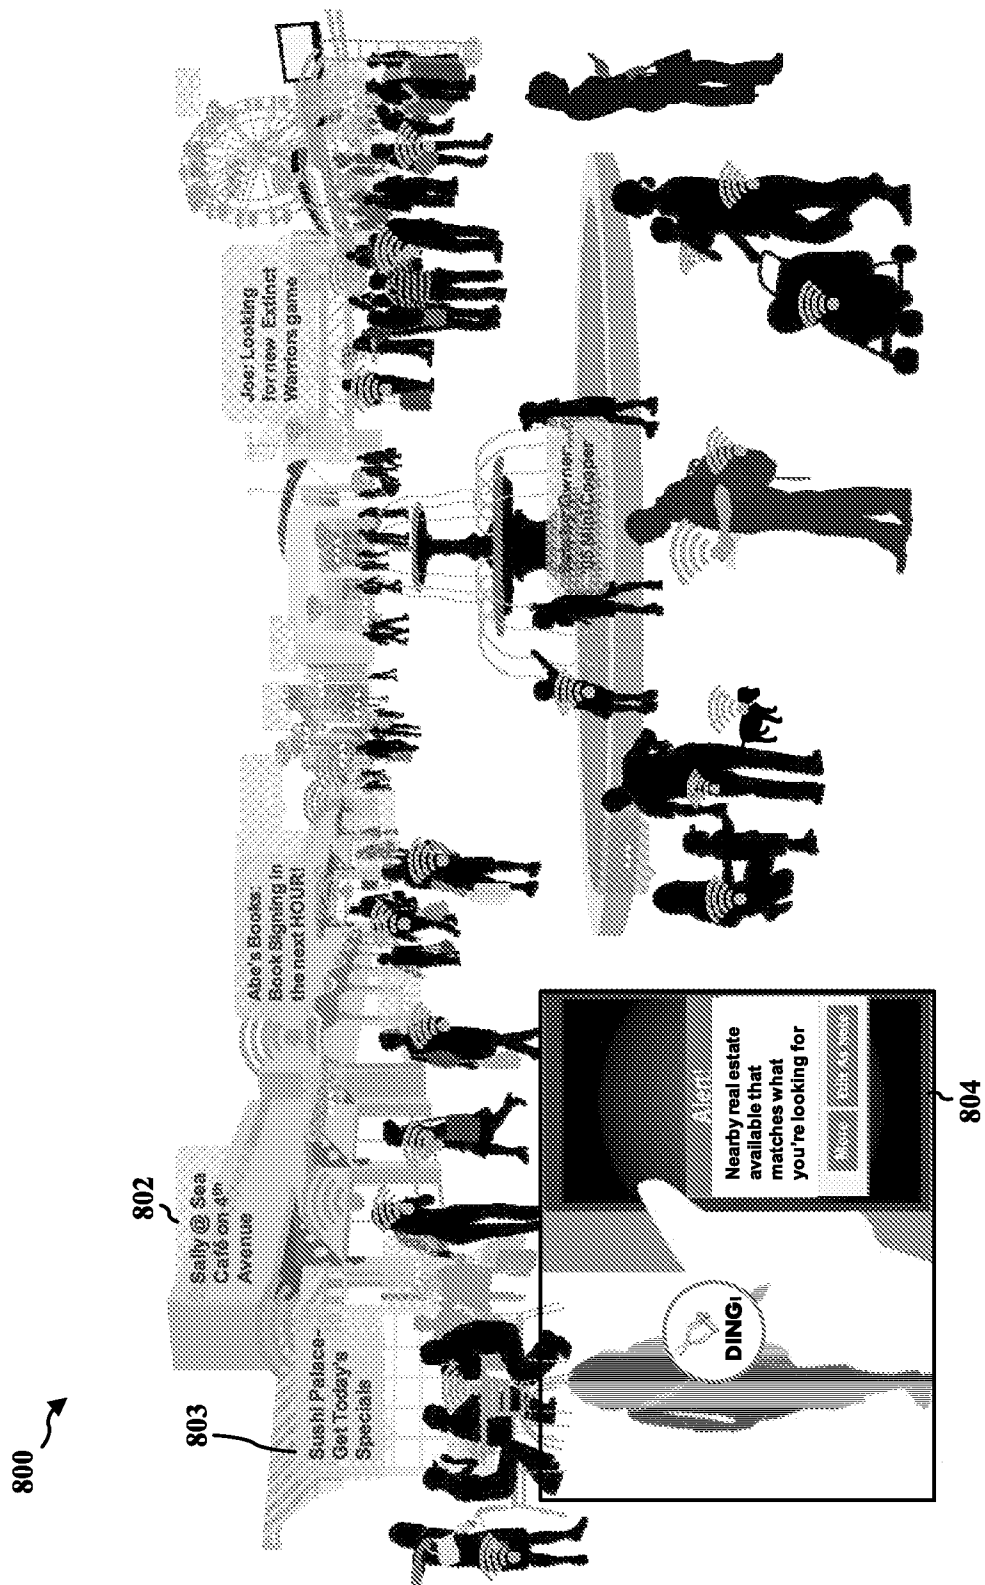 800
802
803
Sally @ Sea
Café on 4th
Avenue
Sushi Palace–
Get Today's
Specials
Abe's Books:
Book Signing in
the next HOUR!
Joe: Looking
for new Extinct
Warriors game
DING!
Alert!
Nearby real estate
available that
matches what
you're looking for
804